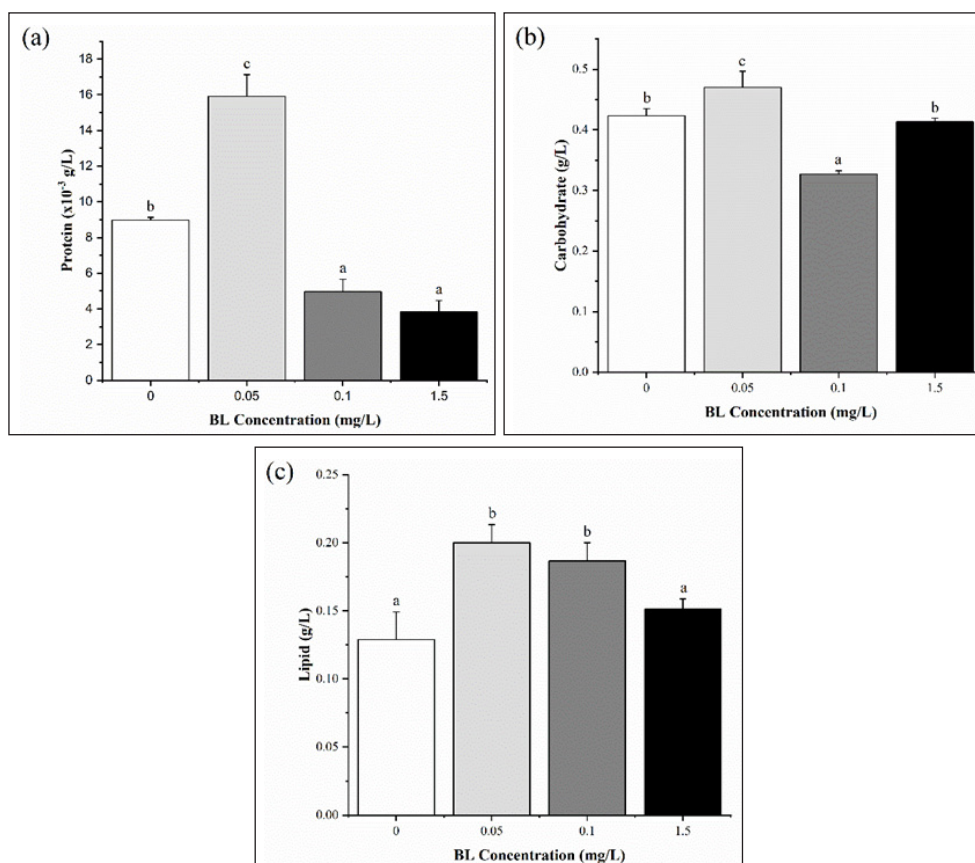 (a)
18
16
14
12
10
8
6
4
2
0
Protein (x10⁻³ g/L)
b
c
a
a
0 0.05 0.1 1.5
BL Concentration (mg/L)
(b)
0.5
0.4
0.3
0.2
0.1
0.0
Carbohydrate (g/L)
b
c
a
b
0 0.05 0.1 1.5
BL Concentration (mg/L)
(c)
0.25
0.20
0.15
0.10
0.05
0.00
Lipid (g/L)
a
b
b
a
0 0.05 0.1 1.5
BL Concentration (mg/L)